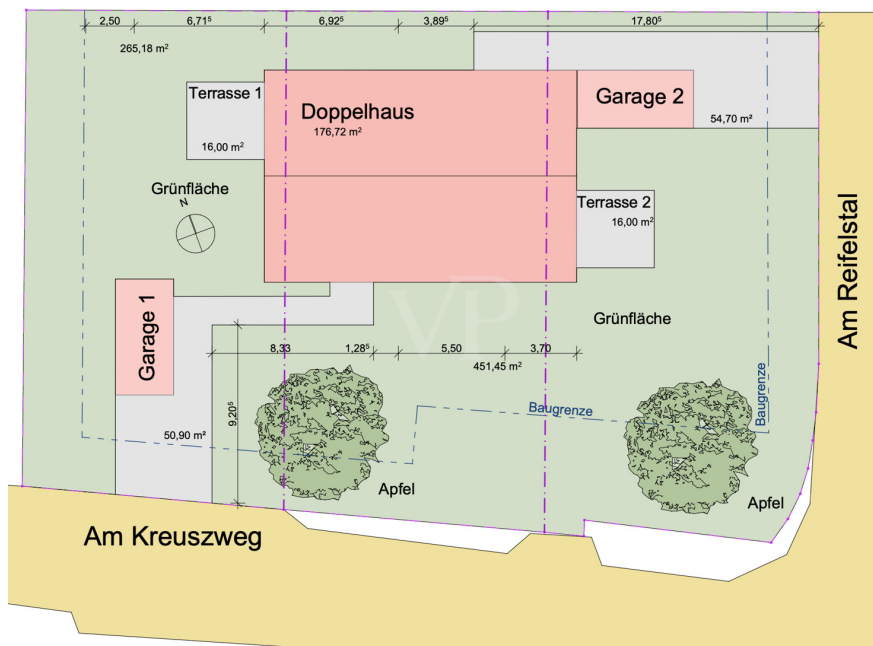 2,50 6,71⁵ 6,92⁵ 3,89⁵ 17,80⁵
265,18 m²
Terrasse 1
Doppelhaus
Garage 2
176,72 m²
54,70 m²
16,00 m²
Grünfläche
N
Terrasse 2
16,00 m²
Am Reifelstal
VP
Grünfläche
Garage 1
8,33 1,28⁵ 5,50 3,70
451,45 m²
9,20⁵
Baugrenze
Baugrenze
50,90 m²
Apfel
Apfel
Am Kreuszweg